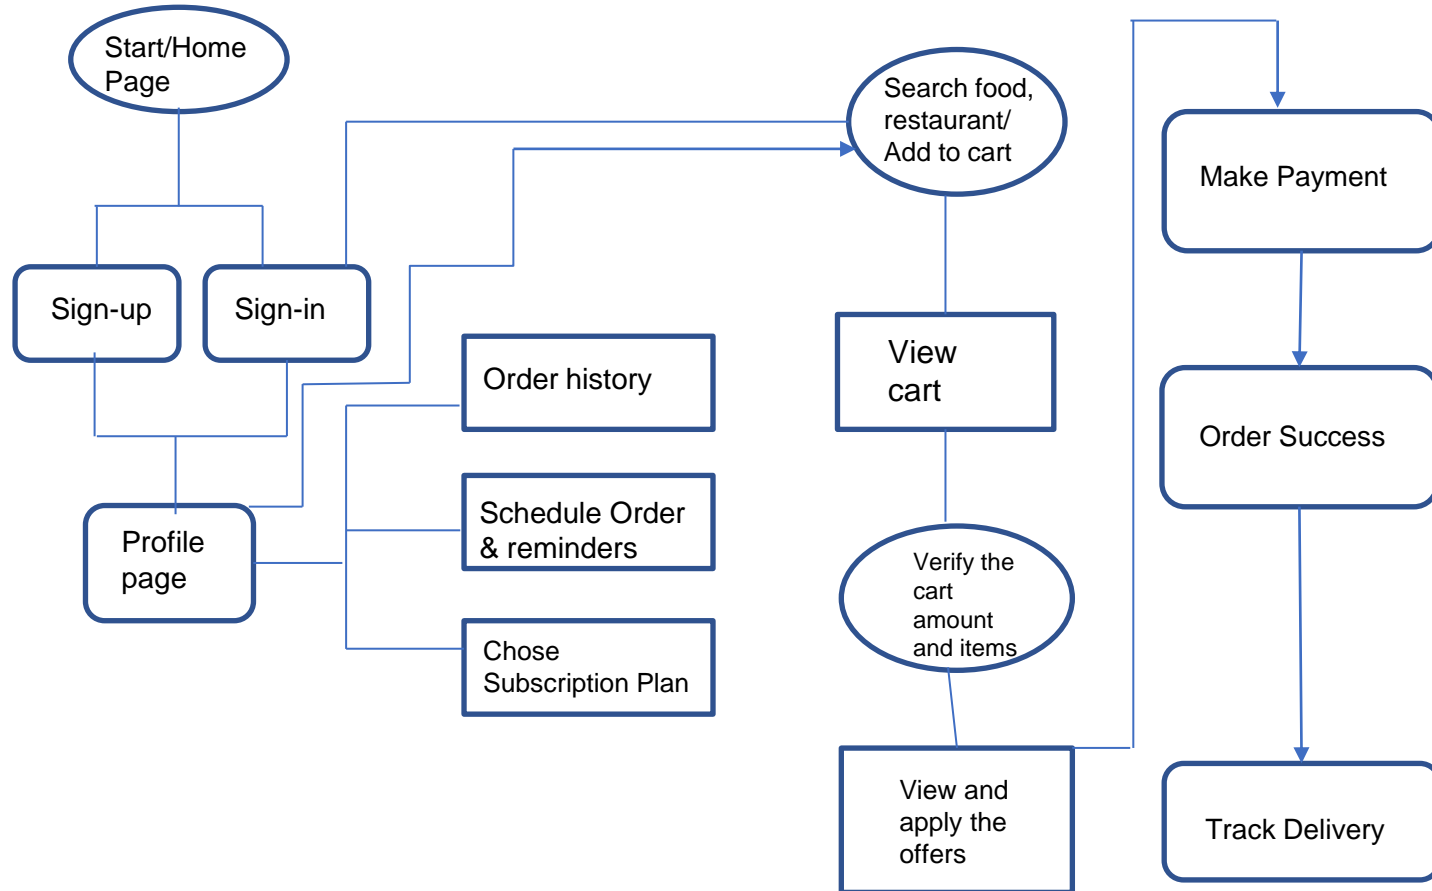 Start/Home
Page
Sign-up
Sign-in
Profile
page
Order history
Schedule Order
& reminders
Chose
Subscription Plan
Search food,
restaurant/
Add to cart
View
cart
Verify the
cart
amount
and items
View and
apply the
offers
Make Payment
Order Success
Track Delivery